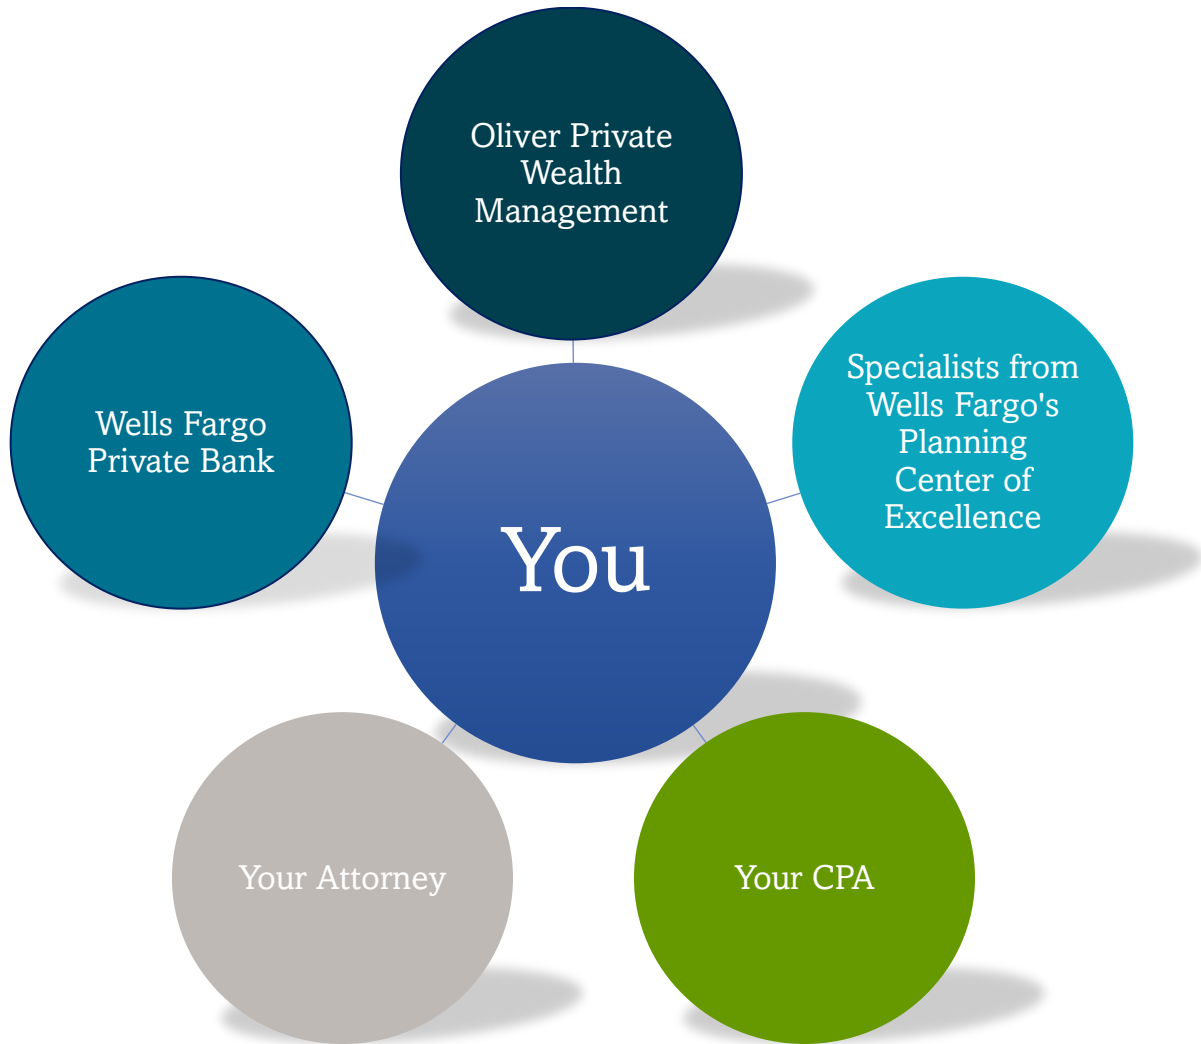 Oliver Private
Wealth
Management
Wells Fargo
Private Bank
Specialists from
Wells Fargo's
Planning
Center of
Excellence
You
Your Attorney
Your CPA